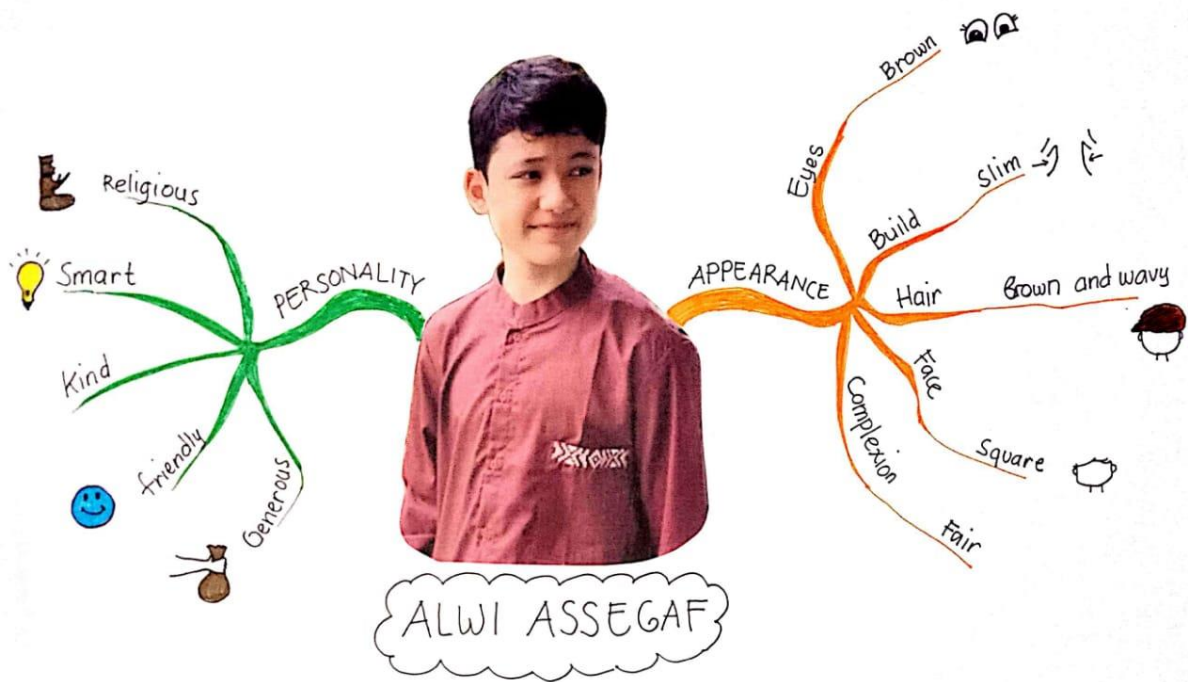 PERSONALITY
Religious
Smart
Kind
friendly
Generous
APPEARANCE
Eyes
Brown
Build
Slim
Hair
Brown and wavy
Face
Square
Complexion
Fair
ALWI ASSEGAF